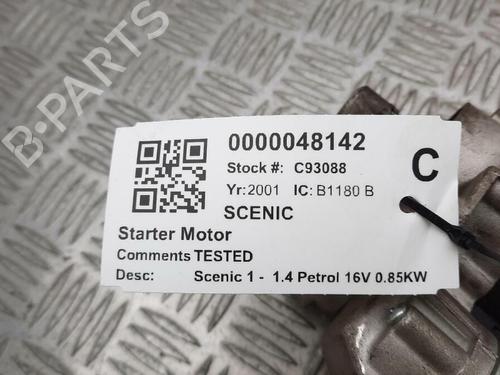 B-PARTS
0000048142
Stock #: C93088
C
Yr: 2001 IC: B1180 B
SCENIC
Starter Motor
Comments TESTED
Desc: Scenic 1 - 1.4 Petrol 16V 0.85KW